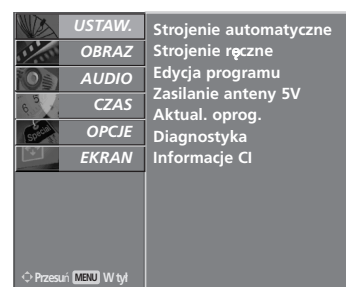 USTAW.
OBRAZ
AUDIO
CZAS
OPCJE
EKRAN
Strojenie automatyczne
Strojenie ręczne
Edycja programu
Zasilanie anteny 5V
Aktual. oprog.
Diagnostyka
Informacje CI
Przesuń MENU W tył